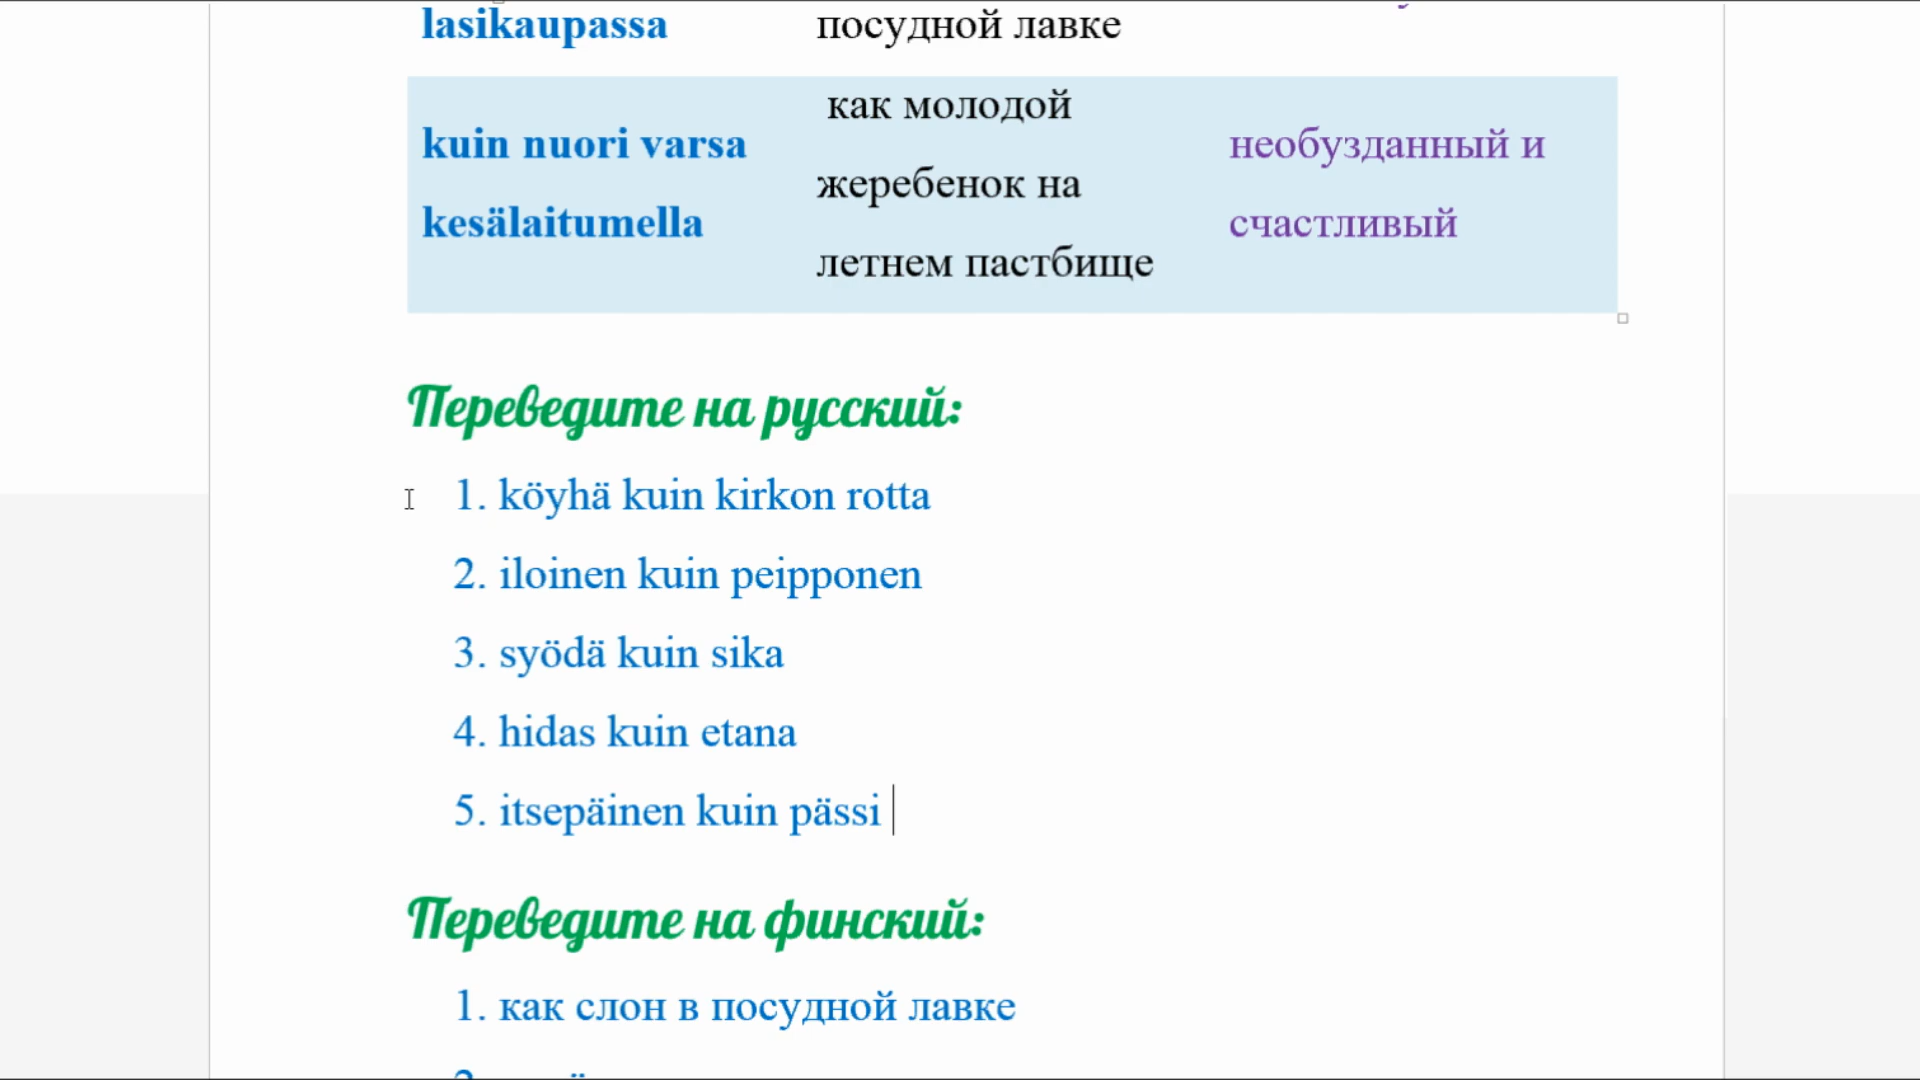 lasikaupassa посудной лавке
как молодой
kuin nuori varsa необузданный и
жеребенок на
kesälaitumella счастливый
летнем пастбище
Переведите на русский:
1. köyhä kuin kirkon rotta
2. iloinen kuin peipponen
3. syödä kuin sika
4. hidas kuin etana
5. itsepäinen kuin pässi
Переведите на финский:
1. как слон в посудной лавке